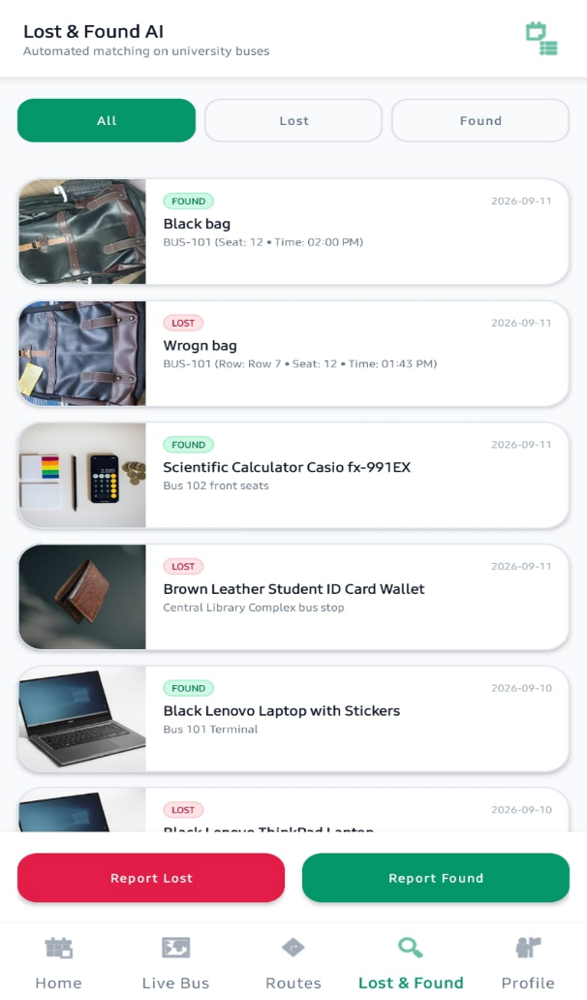 Lost & Found AI
Automated matching on university buses
All
Lost
Found
FOUND
2026-09-11
Black bag
BUS-101 (Seat: 12 • Time: 02:00 PM)
LOST
2026-09-11
Wrogn bag
BUS-101 (Row: Row 7 • Seat: 12 • Time: 01:43 PM)
FOUND
2026-09-11
Scientific Calculator Casio fx-991EX
Bus 102 front seats
LOST
2026-09-11
Brown Leather Student ID Card Wallet
Central Library Complex bus stop
FOUND
2026-09-10
Black Lenovo Laptop with Stickers
Bus 101 Terminal
LOST
2026-09-10
Black Lenovo ThinkPad Laptop
Report Lost
Report Found
Home
Live Bus
Routes
Lost & Found
Profile